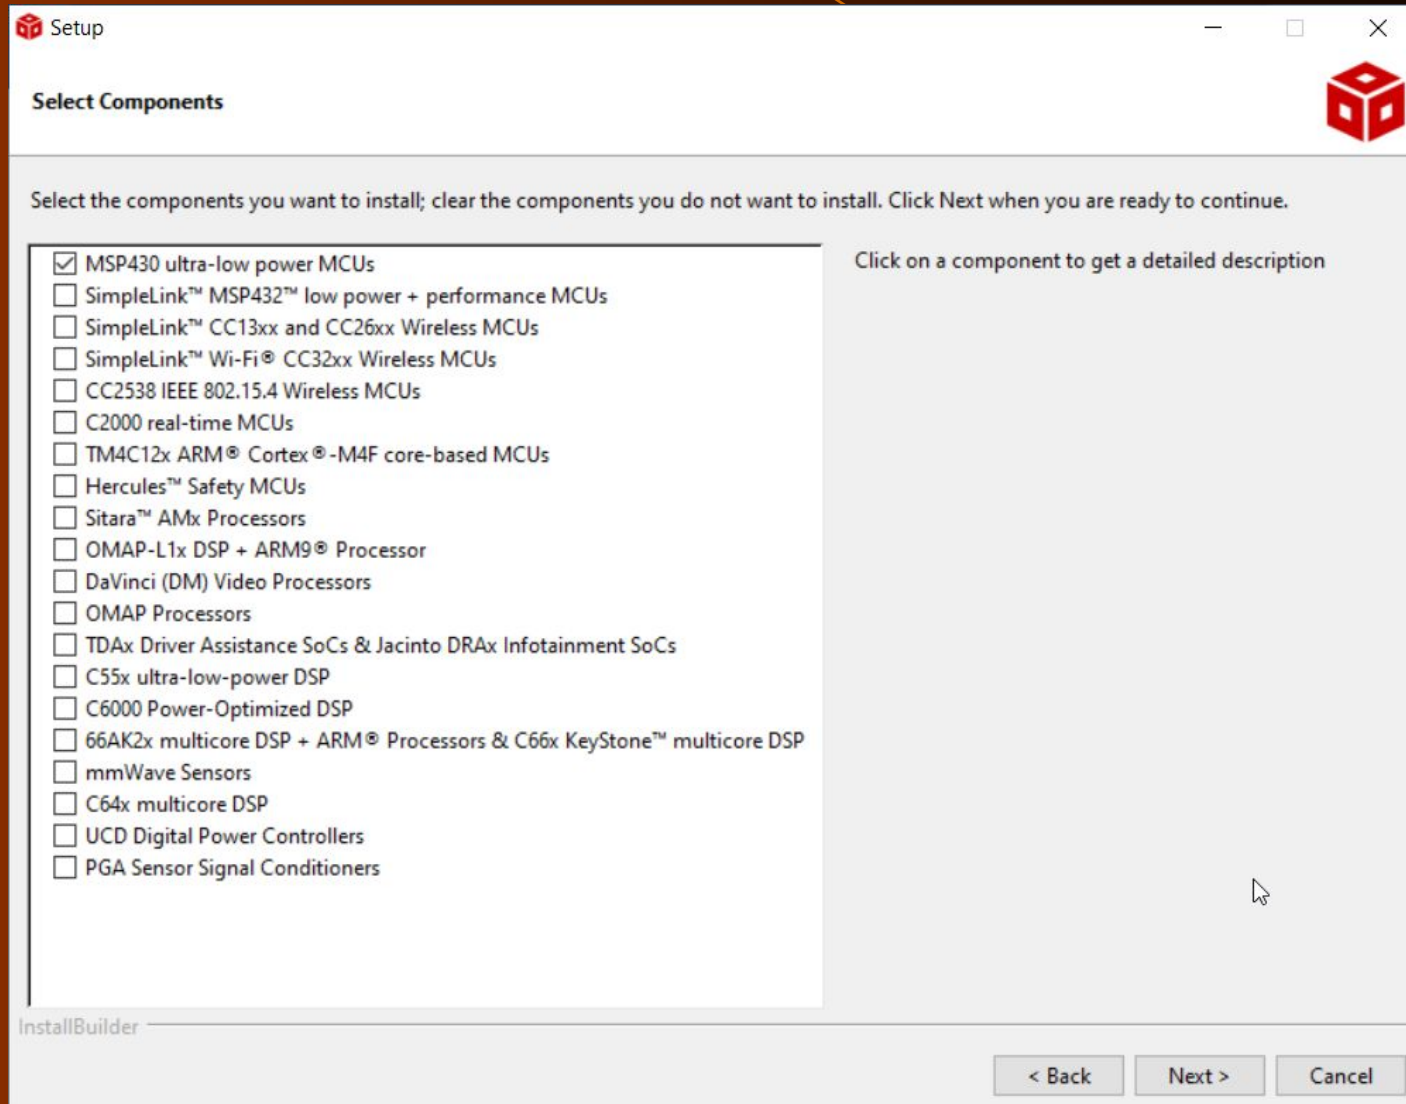 Setup
Select Components
Select the components you want to install; clear the components you do not want to install. Click Next when you are ready to continue.
MSP430 ultra-low power MCUs
SimpleLink™ MSP432™ low power + performance MCUs
SimpleLink™ CC13xx and CC26xx Wireless MCUs
SimpleLink™ Wi-Fi® CC32xx Wireless MCUs
CC2538 IEEE 802.15.4 Wireless MCUs
C2000 real-time MCUs
TM4C12x ARM® Cortex®-M4F core-based MCUs
Hercules™ Safety MCUs
Sitara™ AMx Processors
OMAP-L1x DSP + ARM9® Processor
DaVinci (DM) Video Processors
OMAP Processors
TDAx Driver Assistance SoCs & Jacinto DRAx Infotainment SoCs
C55x ultra-low-power DSP
C6000 Power-Optimized DSP
66AK2x multicore DSP + ARM® Processors & C66x KeyStone™ multicore DSP
mmWave Sensors
C64x multicore DSP
UCD Digital Power Controllers
PGA Sensor Signal Conditioners
Click on a component to get a detailed description
InstallBuilder
< Back Next > Cancel